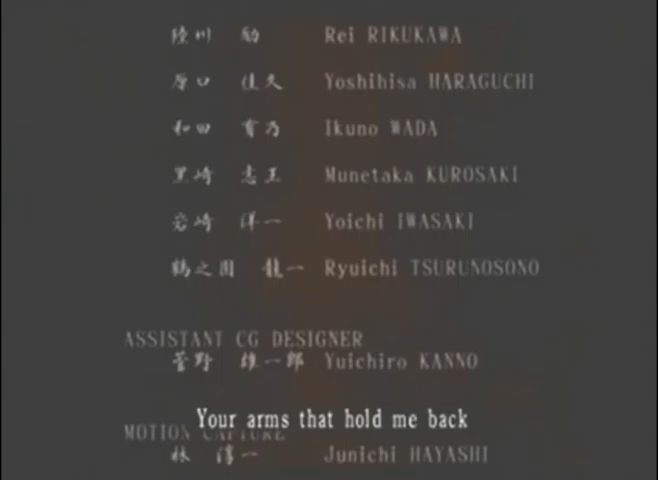 陸川 励 Rei RIKUKAWA
原口 佳久 Yoshihisa HARAGUCHI
和田 育乃 Ikuno WADA
黒崎 志王 Munetaka KUROSAKI
岩崎 洋一 Yoichi IWASAKI
鶴之園 龍一 Ryuichi TSURUNOSONO
ASSISTANT CG DESIGNER
菅野 雄一郎 Yuichiro KANNO
Your arms that hold me back
MOTION CAPTURE
林 淳一 Junichi HAYASHI